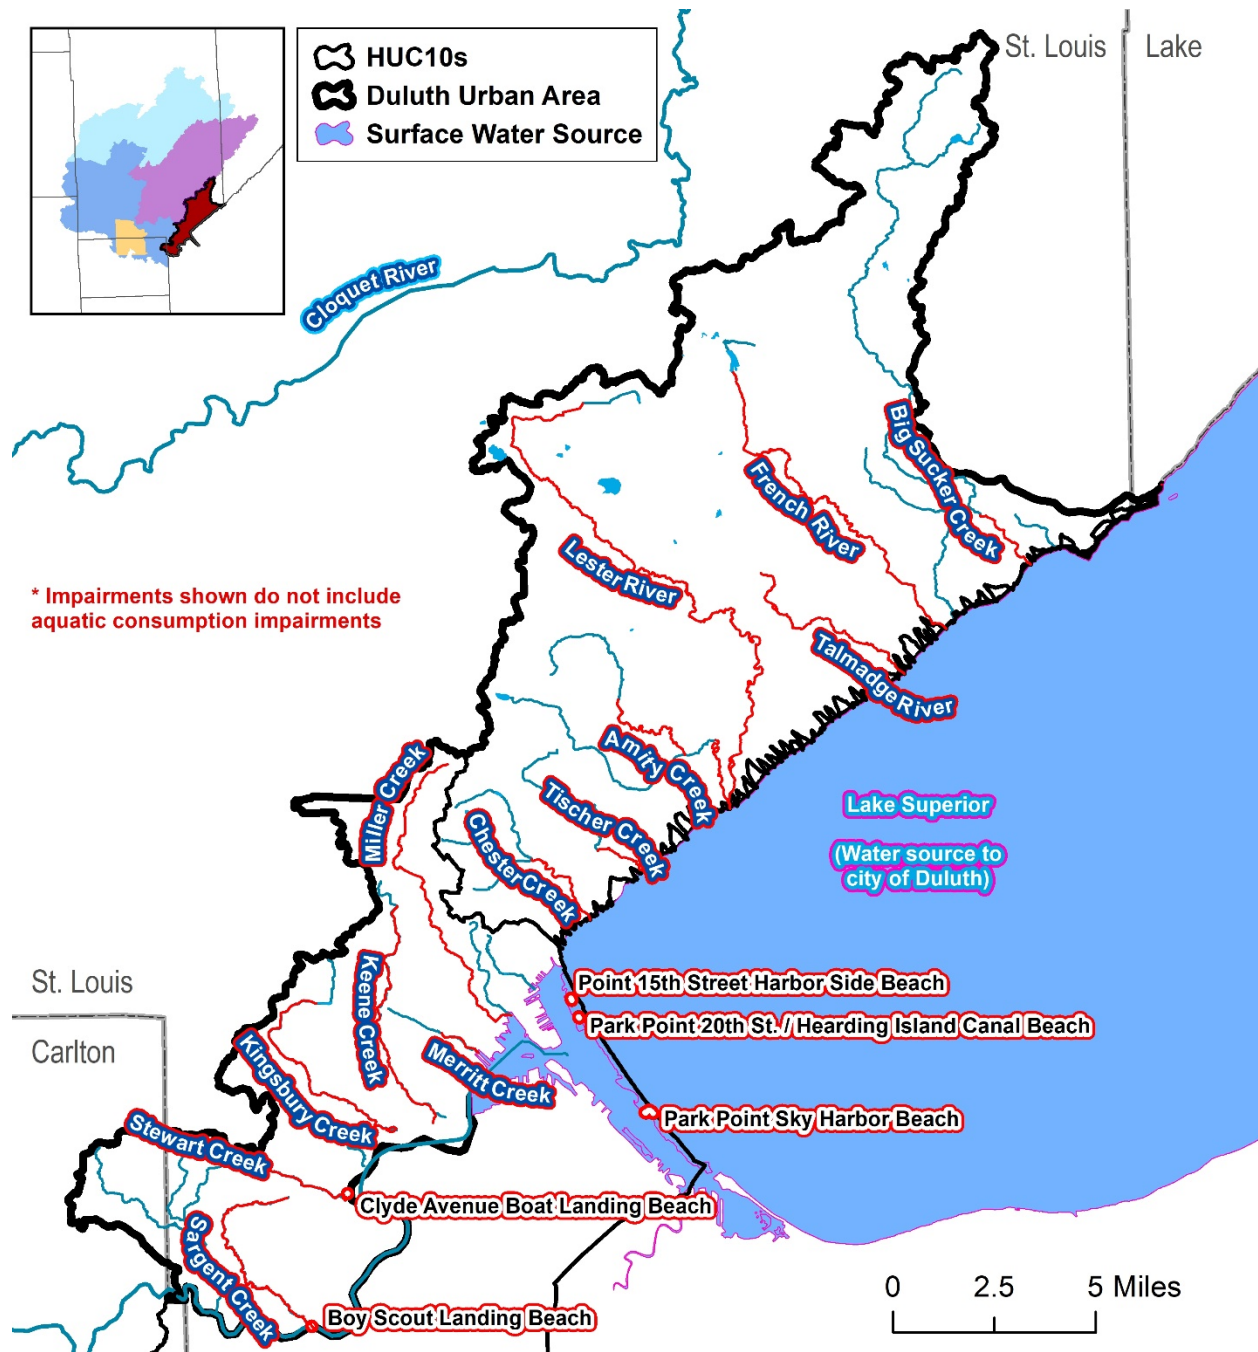 HUC10s
Duluth Urban Area
Surface Water Source
St. Louis
Lake
Cloquet River
Big Sucker Creek
French River
Lester River
* Impairments shown do not include
aquatic consumption impairments
Talmadge River
Amity Creek
Miller Creek
Tischer Creek
Chester Creek
Lake Superior
(Water source to
city of Duluth)
Keene Creek
St. Louis
Point 15th Street Harbor Side Beach
Park Point 20th St. / Hearding Island Canal Beach
Carlton
Kingsbury Creek
Merritt Creek
Park Point Sky Harbor Beach
Stewart Creek
Clyde Avenue Boat Landing Beach
Sargent Creek
Boy Scout Landing Beach
0 2.5 5 Miles